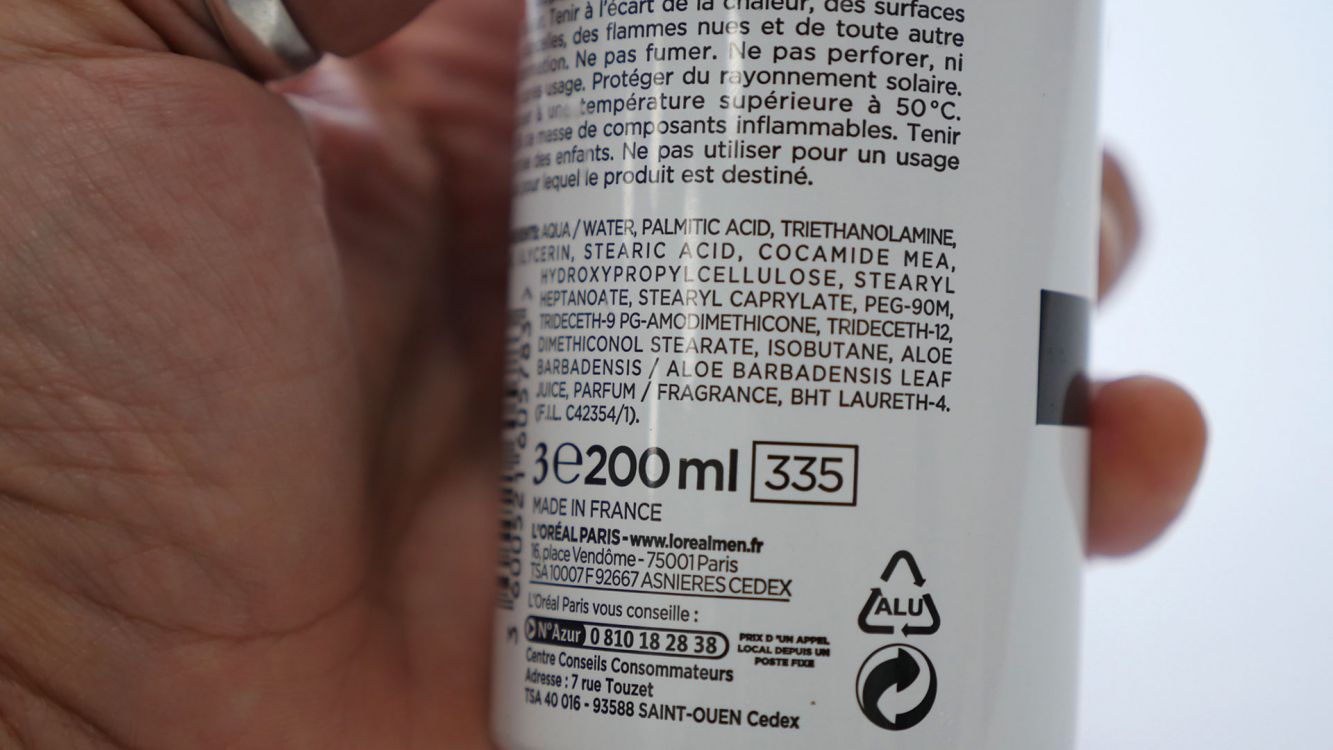 Tenir à l'écart de la chaleur, des surfaces
des flammes nues et de toute autre
Ne pas fumer. Ne pas perforer, ni
usage. Protéger du rayonnement solaire.
température supérieure à 50°C.
masse de composants inflammables. Tenir
des enfants. Ne pas utiliser pour un usage
pour lequel le produit est destiné.
AQUA / WATER, PALMITIC ACID, TRIETHANOLAMINE,
GLYCERIN, STEARIC ACID, COCAMIDE MEA,
HYDROXYPROPYLCELLULOSE, STEARYL
HEPTANOATE, STEARYL CAPRYLATE, PEG-90M,
TRIDECETH-9 PG-AMODIMETHICONE, TRIDECETH-12,
DIMETHICONOL STEARATE, ISOBUTANE, ALOE
BARBADENSIS / ALOE BARBADENSIS LEAF
JUICE, PARFUM / FRAGRANCE, BHT LAURETH-4.
(F.I.L. C42354/1).
3e200 ml 335
MADE IN FRANCE
L'ORÉAL PARIS - www.lorealmen.fr
16, place Vendôme - 75001 Paris
TSA 10007 F 92667 ASNIERES CEDEX
L'Oréal Paris vous conseille :
N°Azur 0 810 18 28 38
PRIX D'UN APPEL
LOCAL DEPUIS UN
POSTE FIXE
Centre Conseils Consommateurs
Adresse : 7 rue Touzet
TSA 40 016 - 93588 SAINT-OUEN Cedex
ALU